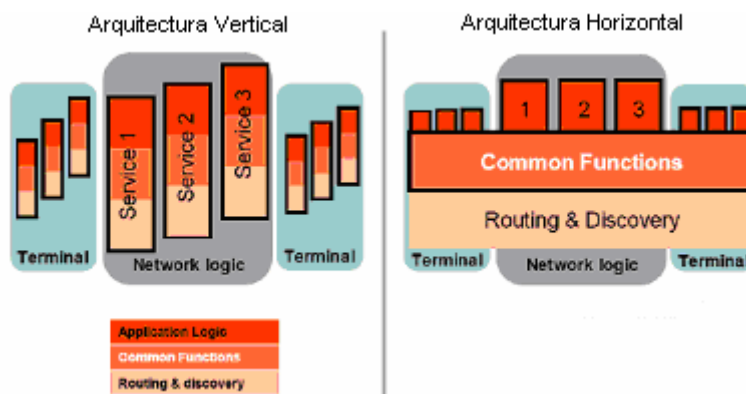 Arquitectura Vertical
Service 1
Service 2
Service 3
Terminal
Network logic
Terminal
Application Logic
Common Functions
Routing & discovery
Arquitectura Horizontal
1
2
3
Common Functions
Routing & Discovery
Terminal
Network logic
Terminal